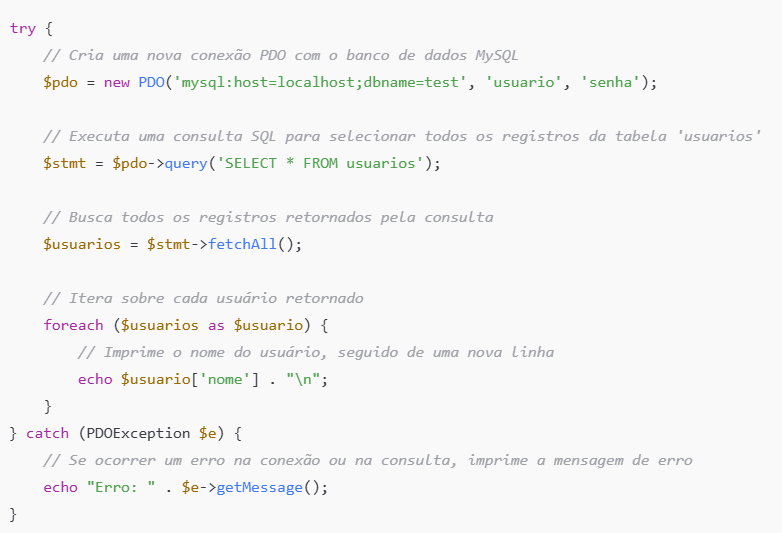 try {
    // Cria uma nova conexão PDO com o banco de dados MySQL
    $pdo = new PDO('mysql:host=localhost;dbname=test', 'usuario', 'senha');

    // Executa uma consulta SQL para selecionar todos os registros da tabela 'usuarios'
    $stmt = $pdo->query('SELECT * FROM usuarios');

    // Busca todos os registros retornados pela consulta
    $usuarios = $stmt->fetchAll();

    // Itera sobre cada usuário retornado
    foreach ($usuarios as $usuario) {
        // Imprime o nome do usuário, seguido de uma nova linha
        echo $usuario['nome'] . "\n";
    }
} catch (PDOException $e) {
    // Se ocorrer um erro na conexão ou na consulta, imprime a mensagem de erro
    echo "Erro: " . $e->getMessage();
}